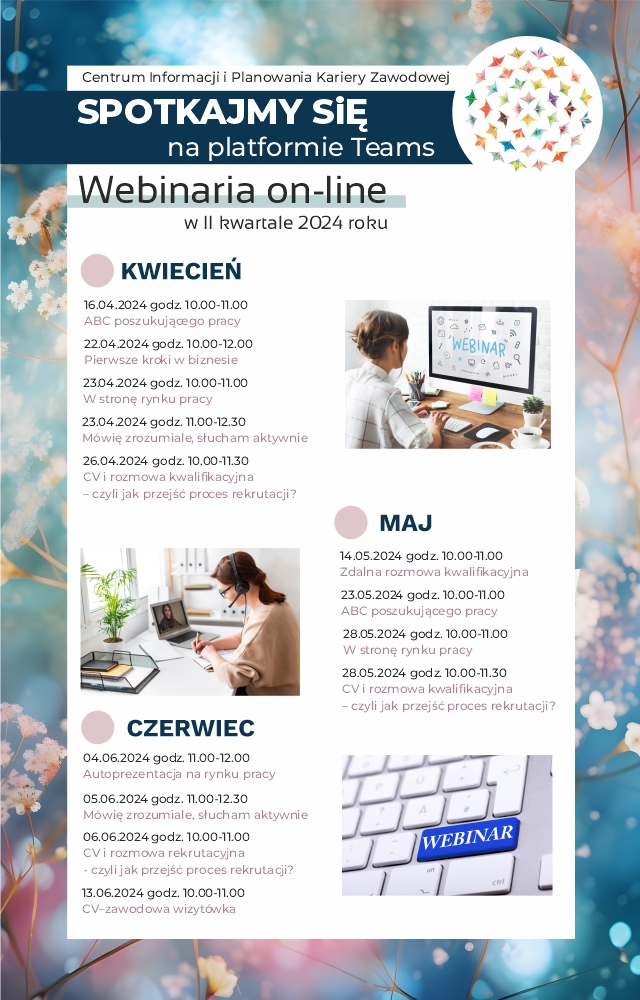 Centrum Informacji i Planowania Kariery Zawodowej
SPOTKAJMY SiĘ
na platformie Teams
Webinaria on-line
w II kwartale 2024 roku
KWIECIEŃ
16.04.2024 godz. 10.00-11.00
ABC poszukującego pracy
22.04.2024 godz. 10.00-12.00
Pierwsze kroki w biznesie
23.04.2024 godz. 10.00-11.00
W stronę rynku pracy
23.04.2024 godz. 11.00-12.30
Mówię zrozumiale, słucham aktywnie
26.04.2024 godz. 10.00-11.30
CV i rozmowa kwalifikacyjna
– czyli jak przejść proces rekrutacji?
WEBINAR
MAJ
14.05.2024 godz. 10.00-11.00
Zdalna rozmowa kwalifikacyjna
23.05.2024 godz. 10.00-11.00
ABC poszukującego pracy
28.05.2024 godz. 10.00-11.00
W stronę rynku pracy
28.05.2024 godz. 10.00-11.30
CV i rozmowa kwalifikacyjna
– czyli jak przejść proces rekrutacji?
CZERWIEC
04.06.2024 godz. 11.00-12.00
Autoprezentacja na rynku pracy
05.06.2024 godz. 11.00-12.30
Mówię zrozumiale, słucham aktywnie
06.06.2024 godz. 10.00-11.00
CV i rozmowa rekrutacyjna
- czyli jak przejść proces rekrutacji?
13.06.2024 godz. 10.00-11.00
CV–zawodowa wizytówka
WEBINAR
alt
ctrl